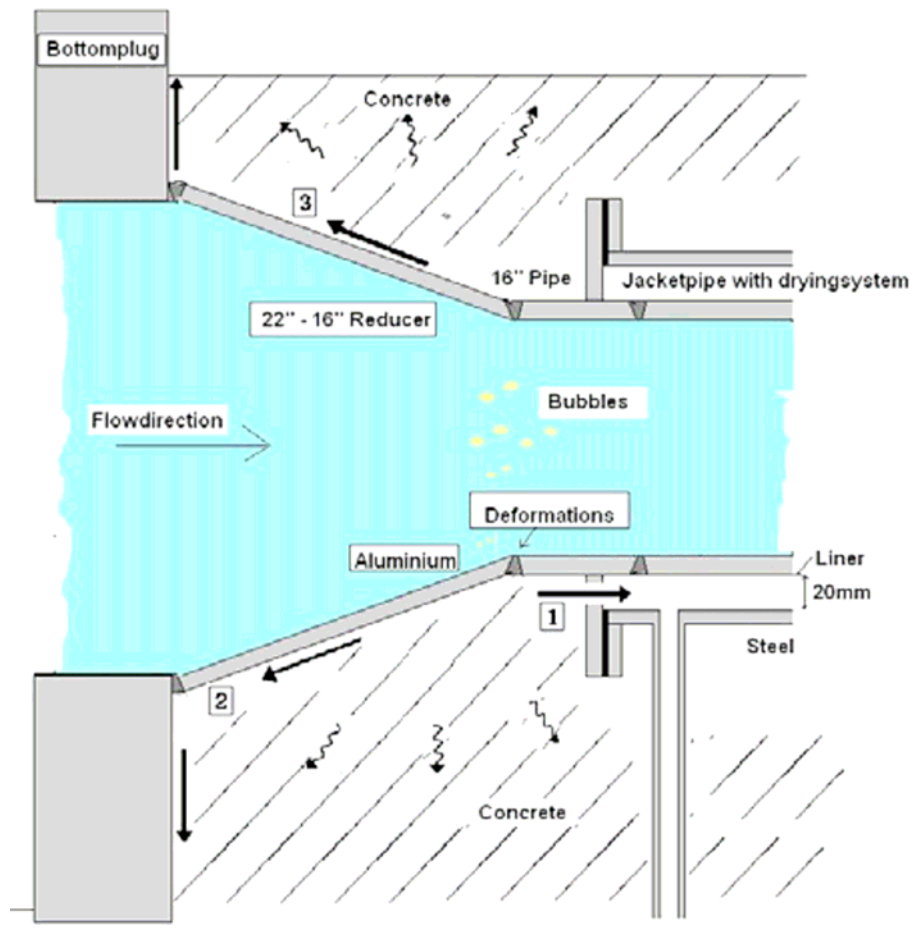 Bottomplug
Concrete
3
16" Pipe
Jacketpipe with dryingsystem
22" - 16" Reducer
Bubbles
Flowdirection
Deformations
Aluminium
Liner
1
20mm
Steel
2
Concrete